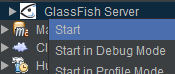 GlassFish Server
Start
Start in Debug Mode
Start in Profile Mode